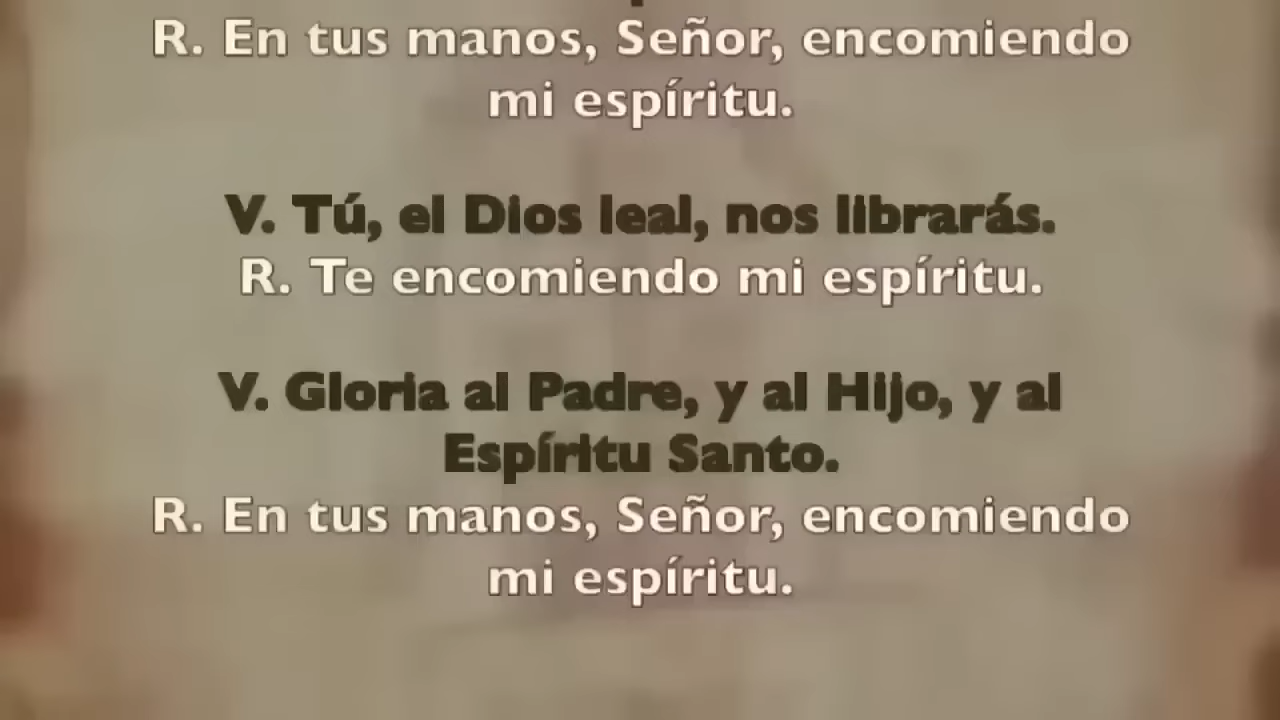 R. En tus manos, Señor, encomiendo
mi espíritu.
V. Tú, el Dios leal, nos librarás.
R. Te encomiendo mi espíritu.
V. Gloria al Padre, y al Hijo, y al
Espíritu Santo.
R. En tus manos, Señor, encomiendo
mi espíritu.